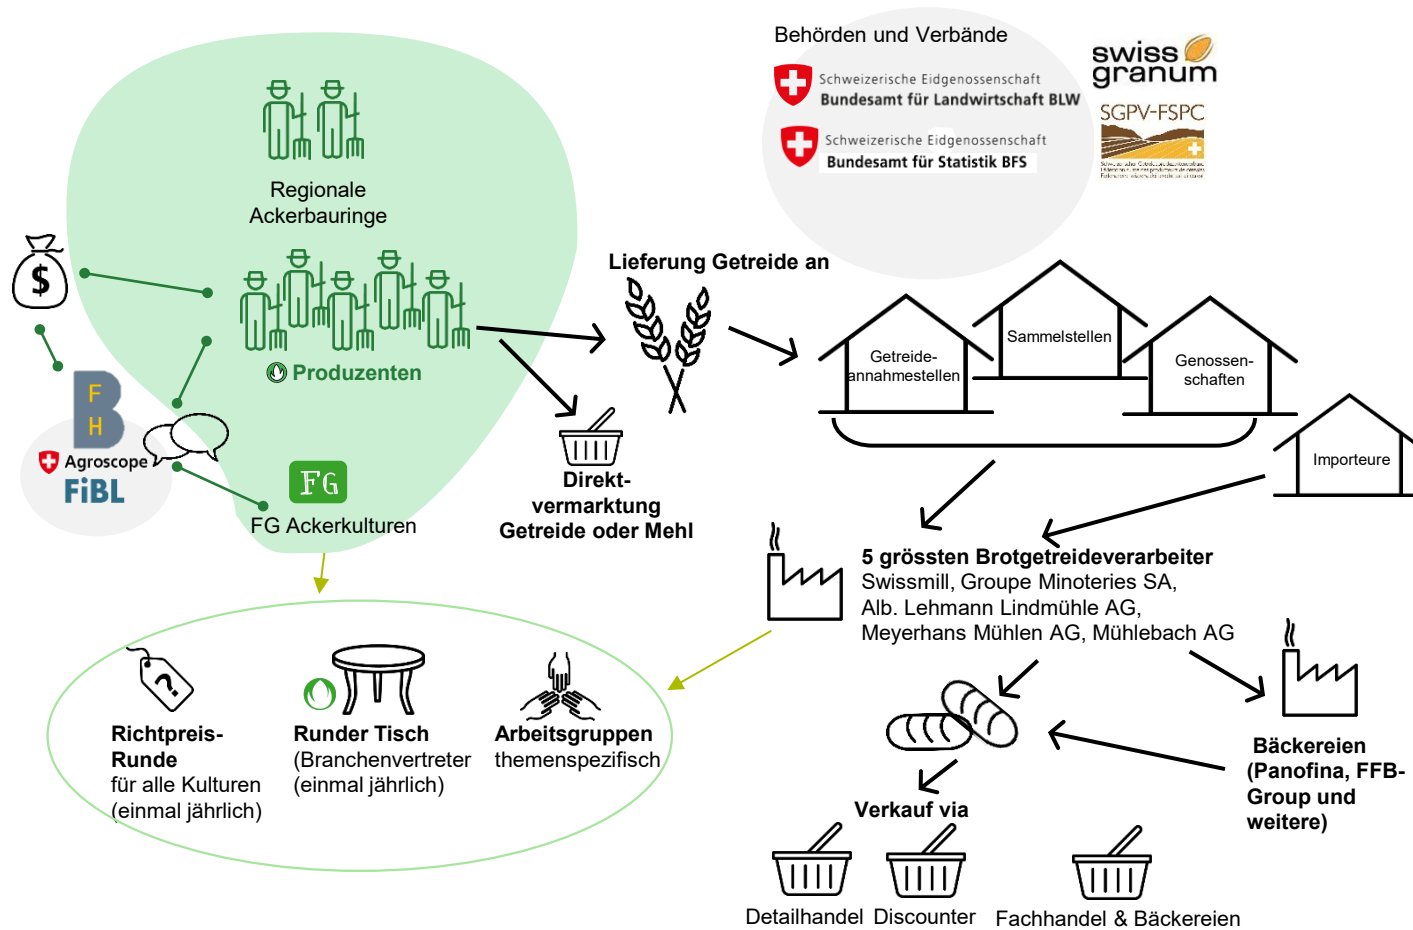 Behörden und Verbände
Schweizerische Eidgenossenschaft
Bundesamt für Landwirtschaft BLW
Schweizerische Eidgenossenschaft
Bundesamt für Statistik BFS
swiss
granum
SGPV-FSPC
Regionale
Ackerbauringe
Produzenten
$
B
F
H
Agroscope
FiBL
FG
FG Ackerkulturen
Lieferung Getreide an
Direkt-
vermarktung
Getreide oder Mehl
Getreide-
annahmestellen
Sammelstellen
Genossen-
schaften
Importeure
5 grössten Brotgetreideverarbeiter
Swissmill, Groupe Minoteries SA,
Alb. Lehmann Lindmühle AG,
Meyerhans Mühlen AG, Mühlebach AG
?
Richtpreis-
Runde
für alle Kulturen
(einmal jährlich)
Runder Tisch
(Branchenvertreter
(einmal jährlich)
Arbeitsgruppen
themenspezifisch
Bäckereien
(Panofina, FFB-
Group und
weitere)
Verkauf via
Detailhandel
Discounter
Fachhandel & Bäckereien